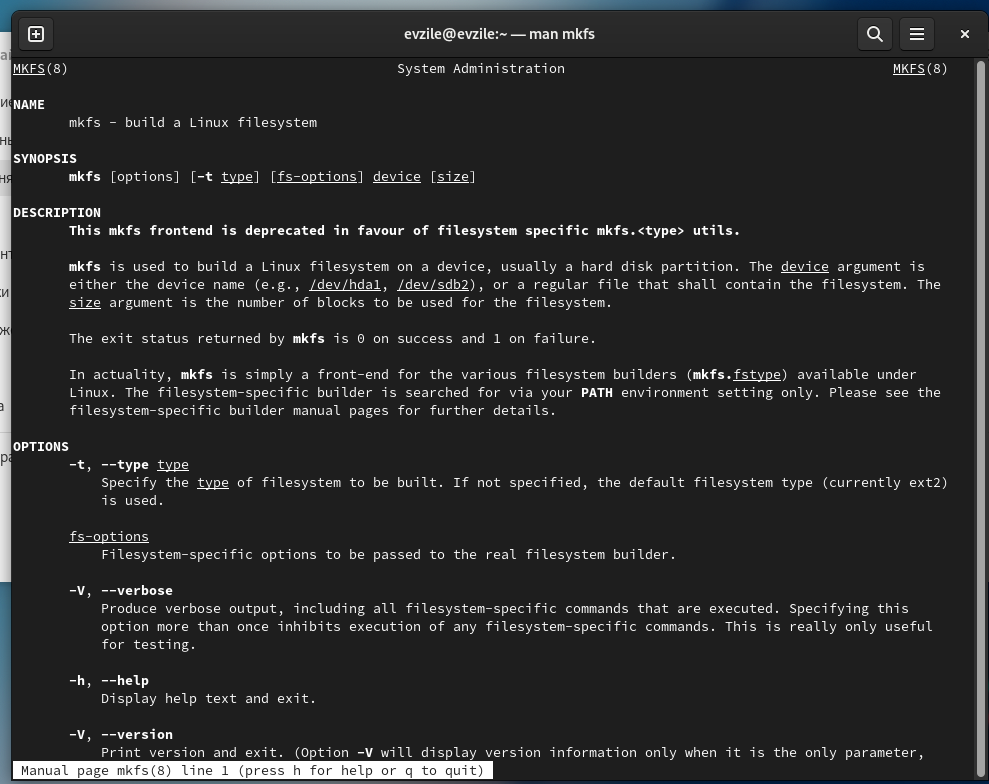 evzile@evzile:~ — man mkfs
MKFS(8) System Administration MKFS(8)
NAME
mkfs - build a Linux filesystem
SYNOPSIS
mkfs [options] [-t type] [fs-options] device [size]
DESCRIPTION
This mkfs frontend is deprecated in favour of filesystem specific mkfs.<type> utils.
mkfs is used to build a Linux filesystem on a device, usually a hard disk partition. The device argument is
either the device name (e.g., /dev/hda1, /dev/sdb2), or a regular file that shall contain the filesystem. The
size argument is the number of blocks to be used for the filesystem.
The exit status returned by mkfs is 0 on success and 1 on failure.
In actuality, mkfs is simply a front-end for the various filesystem builders (mkfs.fstype) available under
Linux. The filesystem-specific builder is searched for via your PATH environment setting only. Please see the
filesystem-specific builder manual pages for further details.
OPTIONS
-t, --type type
Specify the type of filesystem to be built. If not specified, the default filesystem type (currently ext2)
is used.
fs-options
Filesystem-specific options to be passed to the real filesystem builder.
-V, --verbose
Produce verbose output, including all filesystem-specific commands that are executed. Specifying this
option more than once inhibits execution of any filesystem-specific commands. This is really only useful
for testing.
-h, --help
Display help text and exit.
-V, --version
Print version and exit. (Option -V will display version information only when it is the only parameter,
Manual page mkfs(8) line 1 (press h for help or q to quit)